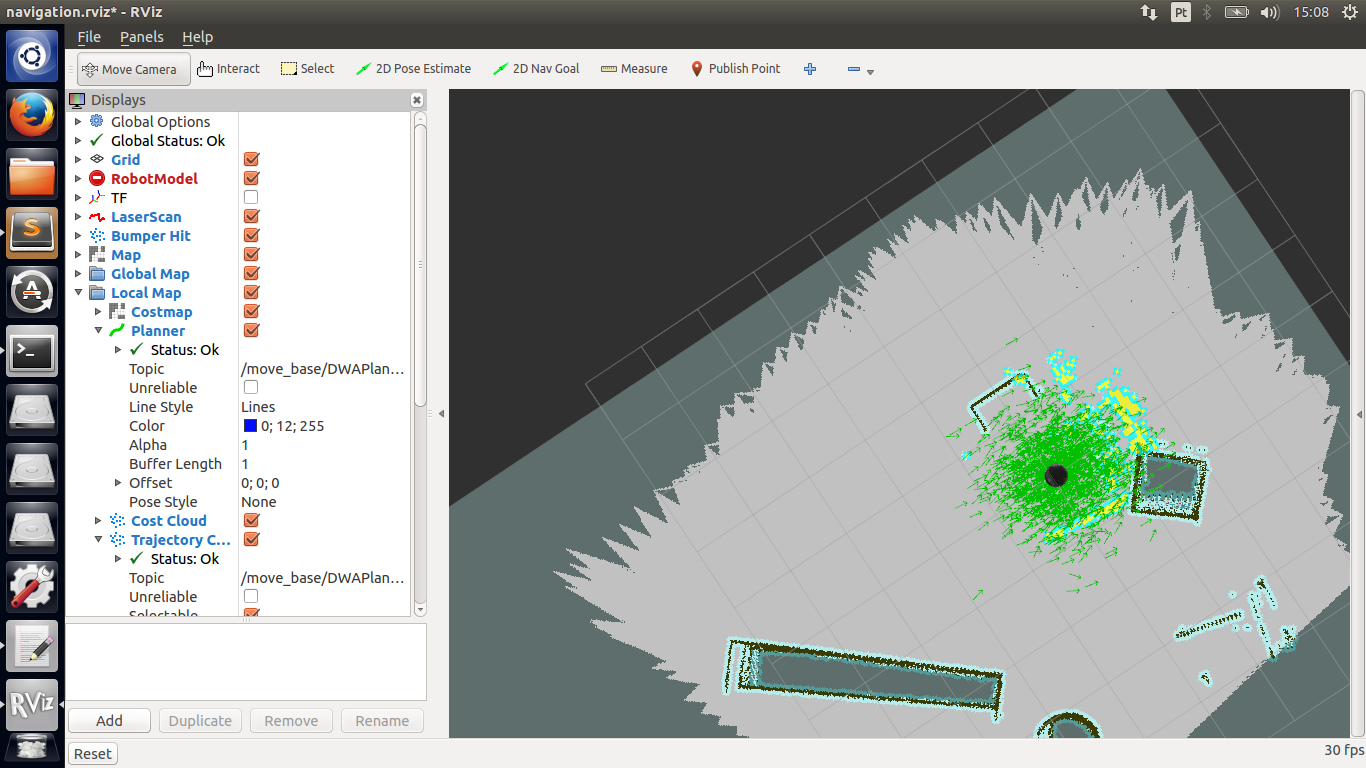 navigation.rviz* - RViz
Pt
15:08
File Panels Help
Move Camera Interact Select 2D Pose Estimate 2D Nav Goal Measure Publish Point
Displays
Global Options
Global Status: Ok
Grid
RobotModel
TF
LaserScan
Bumper Hit
Map
Global Map
Local Map
Costmap
Planner
Status: Ok
Topic /move_base/DWAPlan...
Unreliable
Line Style Lines
Color 0; 12; 255
Alpha 1
Buffer Length 1
Offset 0; 0; 0
Pose Style None
Cost Cloud
Trajectory C...
Status: Ok
Topic /move_base/DWAPlan...
Unreliable
Selectable
Add Duplicate Remove Rename
Reset
30 fps
S
A
>_
RViz